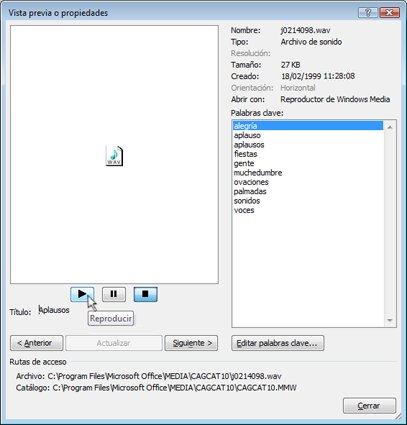 Vista previa o propiedades
Nombre: j0214098.wav
Tipo: Archivo de sonido
Resolución:
Tamaño: 27 KB
Creado: 18/02/1999 11:28:08
Orientación: Horizontal
Abrir con: Reproductor de Windows Media
Palabras clave:
alegría
aplauso
aplausos
fiestas
gente
muchedumbre
ovaciones
palmadas
sonidos
voces
WAV
Título: Aplausos
Reproducir
< Anterior Actualizar Siguiente > Editar palabras clave...
Rutas de acceso
Archivo: C:\Program Files\Microsoft Office\MEDIA\CAGCAT10\j0214098.wav
Catálogo: C:\Program Files\Microsoft Office\MEDIA\CAGCAT10\CAGCAT10.MMW
Cerrar